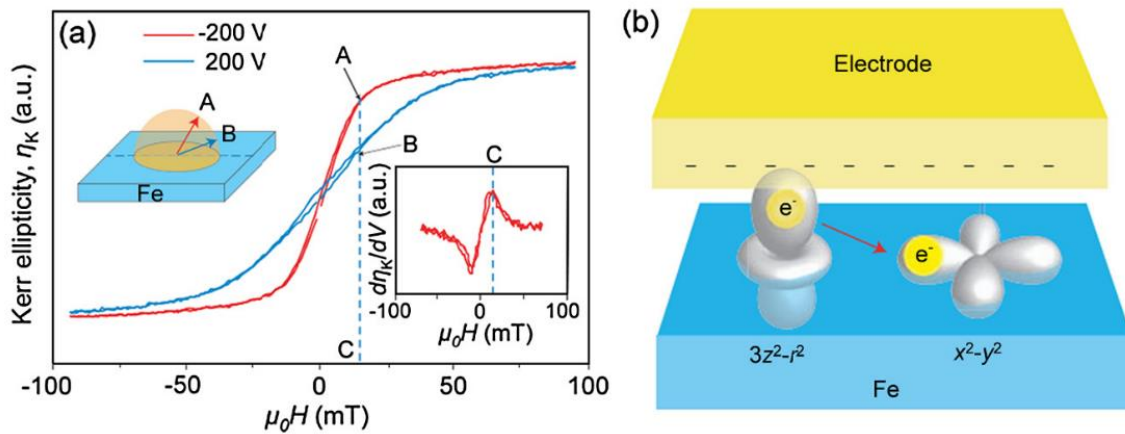 (a)
-200 V
200 V
A
B
Fe
A
B
C
Kerr ellipticity, ηK (a.u.)
-100
-50
0
50
100
μ0H (mT)
C
dηK/dV (a.u.)
-100
0
100
μ0H (mT)
(b)
Electrode
– – – – – – – – – –
e-
e-
3z²-r²
x²-y²
Fe